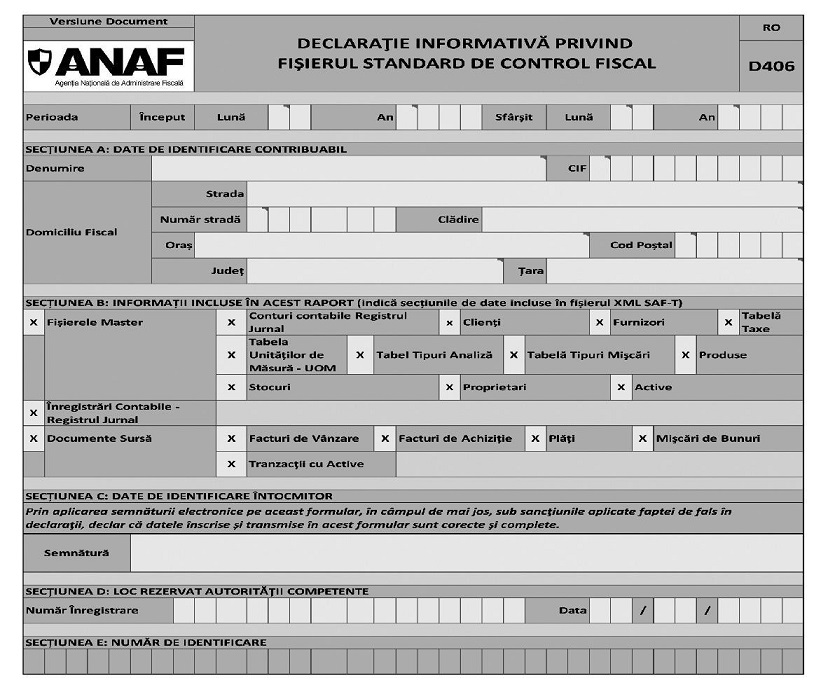 Versiune Document
ANAF
Agenția Națională de Administrare Fiscală
DECLARAȚIE INFORMATIVĂ PRIVIND
FIȘIERUL STANDARD DE CONTROL FISCAL
RO
D406
Perioada Început Lună An Sfârșit Lună An
SECȚIUNEA A: DATE DE IDENTIFICARE CONTRIBUABIL
Denumire CIF
Domiciliu Fiscal
Strada
Număr stradă Clădire
Oraș Cod Poștal
Județ Țara
SECȚIUNEA B: INFORMAȚII INCLUSE ÎN ACEST RAPORT (indică secțiunile de date incluse în fișierul XML SAF-T)
X Fișierele Master
X Conturi contabile Registrul
Jurnal
x Clienți
X Furnizori
X Tabelă
Taxe
X Tabela
Unităților de
Măsură - UOM
X Tabel Tipuri Analiză
X Tabelă Tipuri Mișcări
X Produse
X Stocuri
X Proprietari
X Active
X Înregistrări Contabile -
Registrul Jurnal
X Documente Sursă
X Facturi de Vânzare
X Facturi de Achiziție
X Plăți
X Mișcări de Bunuri
X Tranzacții cu Active
SECȚIUNEA C: DATE DE IDENTIFICARE ÎNTOCMITOR
Prin aplicarea semnăturii electronice pe aceast formular, în câmpul de mai jos, sub sancțiunile aplicate faptei de fals în
declarații, declar că datele înscrise și transmise în acest formular sunt corecte și complete.
Semnătură
SECȚIUNEA D: LOC REZERVAT AUTORITĂȚII COMPETENTE
Număr Înregistrare Data / /
SECȚIUNEA E: NUMĂR DE IDENTIFICARE